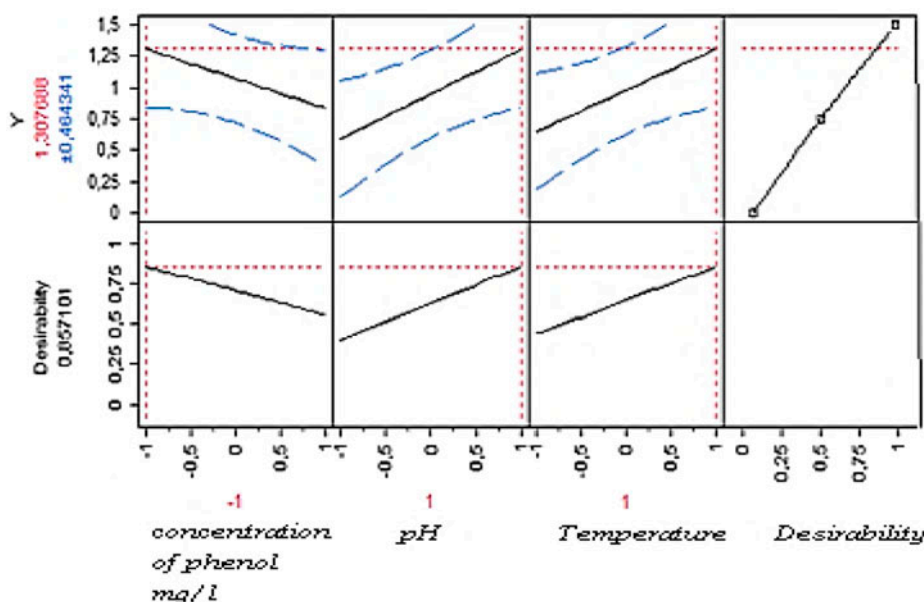 Y
1,307688
±0,464341
1,5
1,25
1
0,75
0,5
0,25
0
Desirability
0,857101
1
0,75
0,5
0,25
0
-1 -0,5 0 0,5 1
-1 -0,5 0 0,5 1
-1 -0,5 0 0,5 1
0 0,25 0,5 0,75 1
-1 1 1
concentration of phenol mg/l
pH
Temperature
Desirability